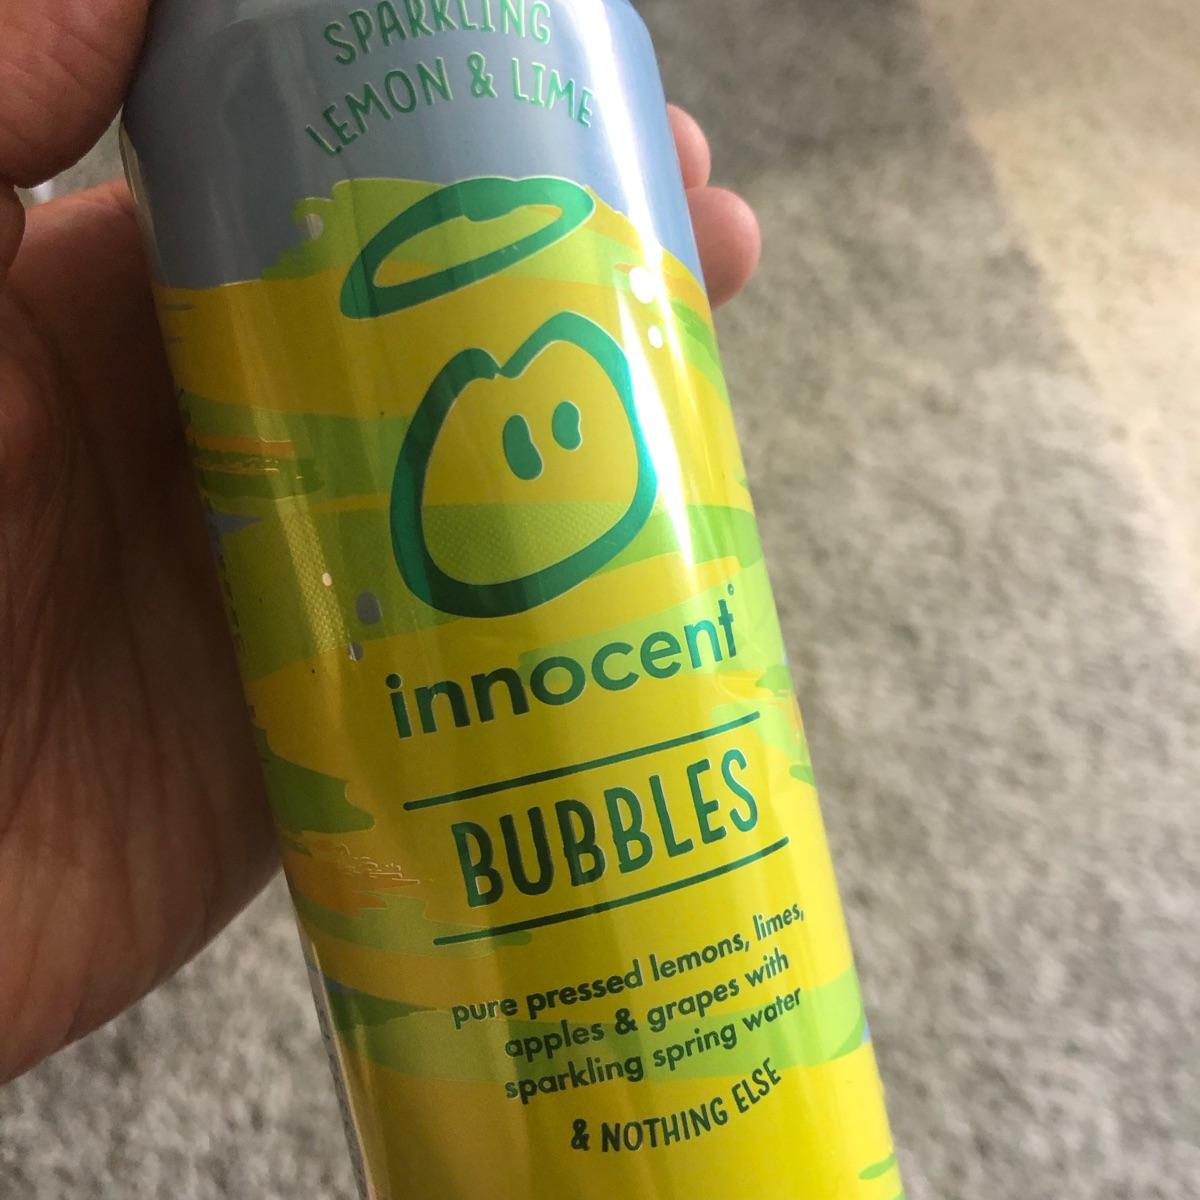 SPARKLING
LEMON & LIME
innocent
BUBBLES
pure pressed lemons, limes,
apples & grapes with
sparkling spring water
& NOTHING ELSE